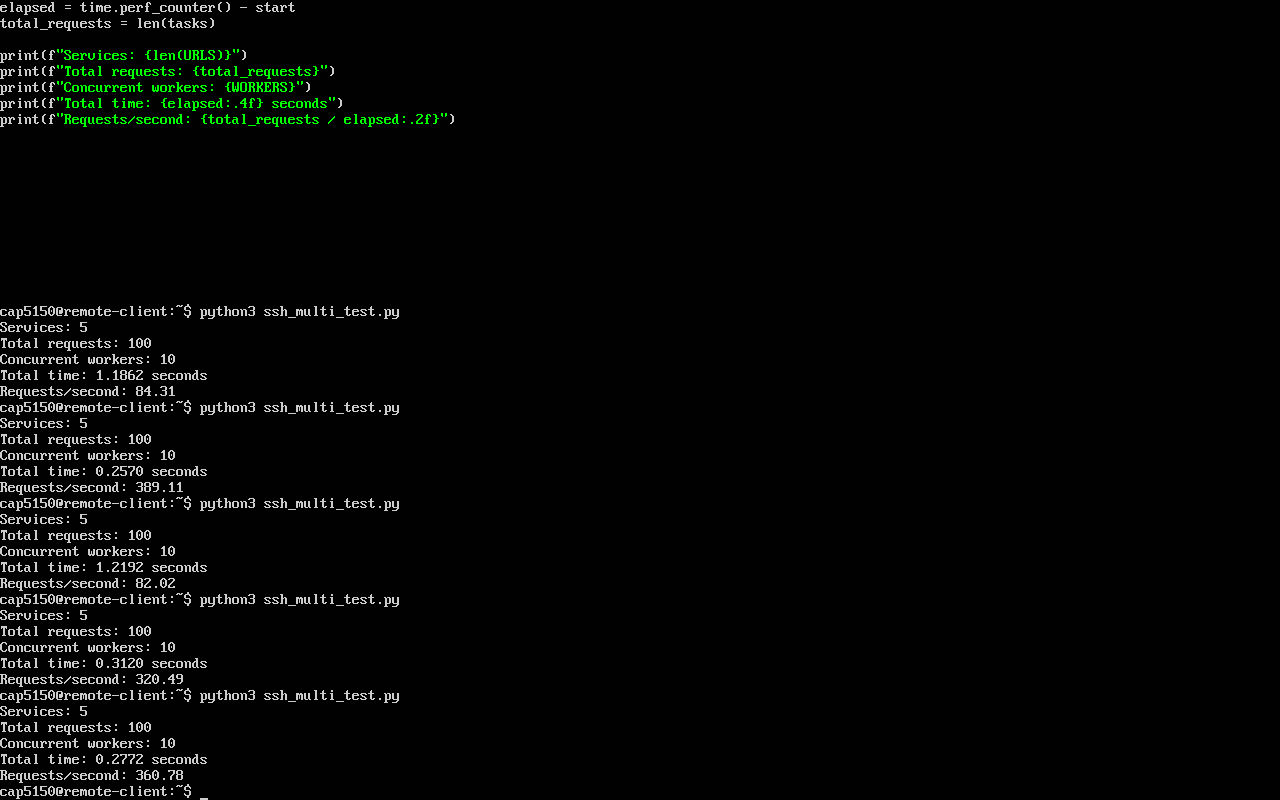 elapsed = time.perf_counter() - start
total_requests = len(tasks)
print(f"Services: {len(URLS)}")
print(f"Total requests: {total_requests}")
print(f"Concurrent workers: {WORKERS}")
print(f"Total time: {elapsed:.4f} seconds")
print(f"Requests/second: {total_requests / elapsed:.2f}")
cap5150@remote-client:~$ python3 ssh_multi_test.py
Services: 5
Total requests: 100
Concurrent workers: 10
Total time: 1.1862 seconds
Requests/second: 84.31
cap5150@remote-client:~$ python3 ssh_multi_test.py
Services: 5
Total requests: 100
Concurrent workers: 10
Total time: 0.2570 seconds
Requests/second: 389.11
cap5150@remote-client:~$ python3 ssh_multi_test.py
Services: 5
Total requests: 100
Concurrent workers: 10
Total time: 1.2192 seconds
Requests/second: 82.02
cap5150@remote-client:~$ python3 ssh_multi_test.py
Services: 5
Total requests: 100
Concurrent workers: 10
Total time: 0.3120 seconds
Requests/second: 320.49
cap5150@remote-client:~$ python3 ssh_multi_test.py
Services: 5
Total requests: 100
Concurrent workers: 10
Total time: 0.2772 seconds
Requests/second: 360.78
cap5150@remote-client:~$ _